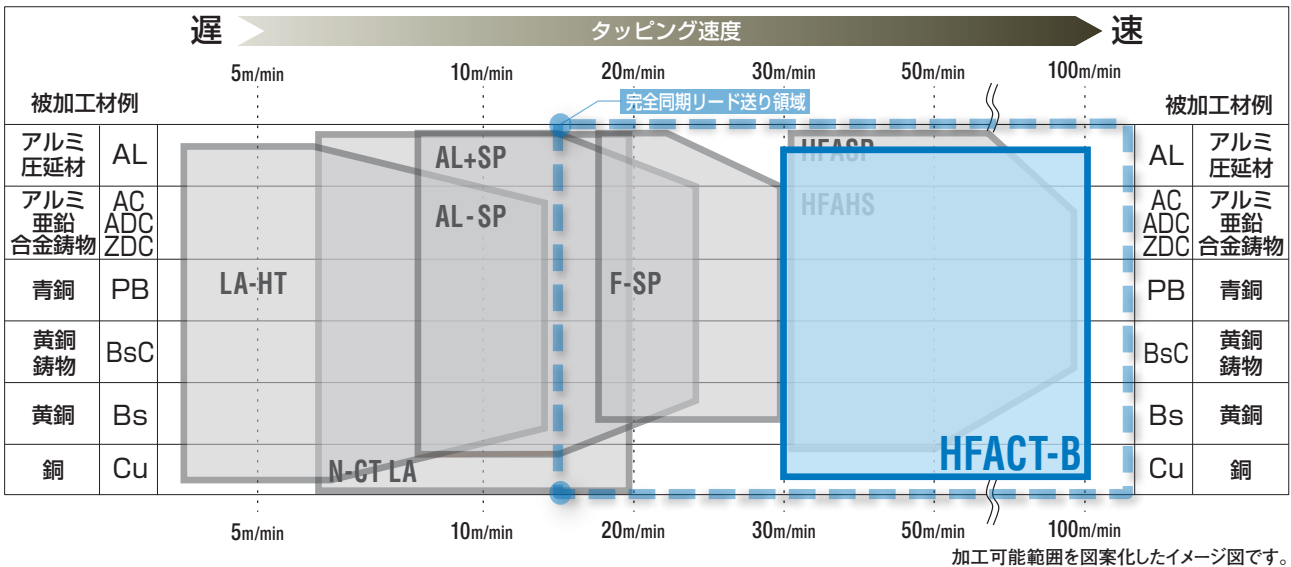 遅 タッピング速度 速
5m/min 10m/min 20m/min 30m/min 50m/min 100m/min
完全同期リード送り領域
被加工材例 被加工材例
アルミ
圧延材
AL
AL+SP
HFASP
AL
アルミ
圧延材
アルミ
亜鉛
合金鋳物
AC
ADC
ZDC
AL-SP
HFAHS
AC
ADC
ZDC
アルミ
亜鉛
合金鋳物
青銅 PB LA-HT F-SP PB 青銅
黄銅
鋳物
BsC
BsC
黄銅
鋳物
黄銅 Bs Bs 黄銅
銅 Cu N-CT LA HFACT-B Cu 銅
5m/min 10m/min 20m/min 30m/min 50m/min 100m/min
加工可能範囲を図案化したイメージ図です。